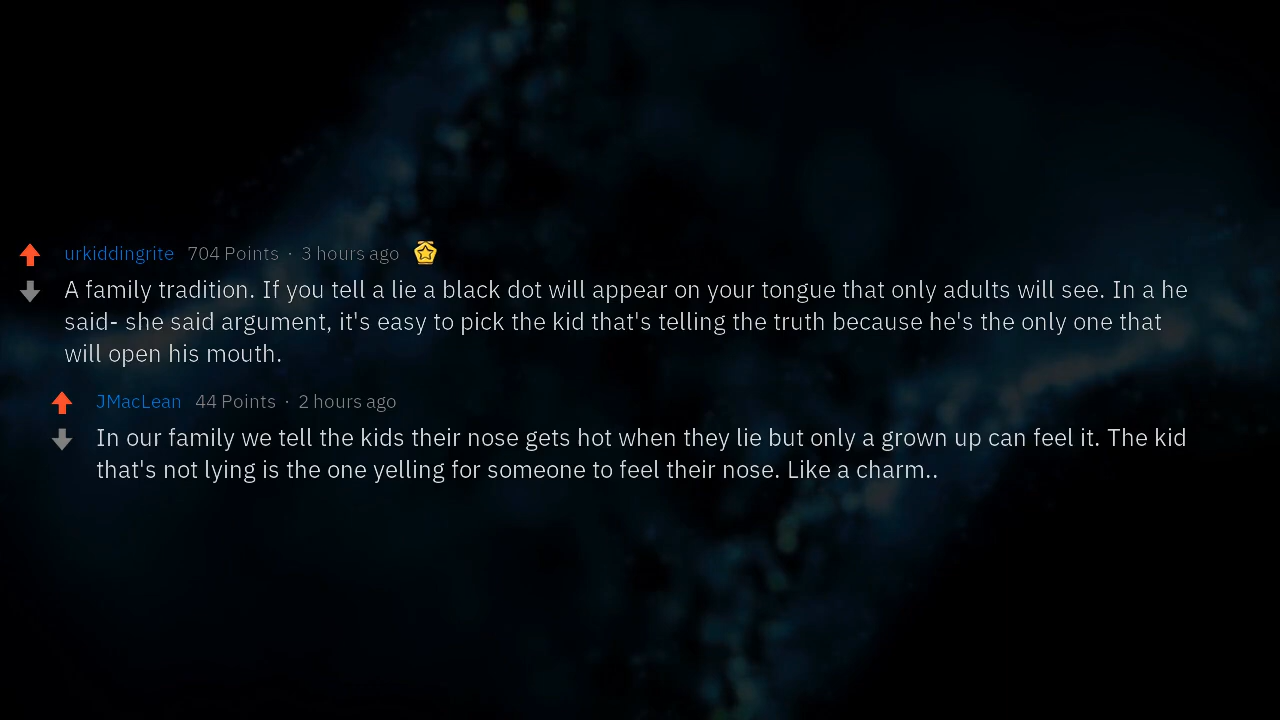 urkiddingrite 704 Points · 3 hours ago
A family tradition. If you tell a lie a black dot will appear on your tongue that only adults will see. In a he
said- she said argument, it's easy to pick the kid that's telling the truth because he's the only one that
will open his mouth.
JMacLean 44 Points · 2 hours ago
In our family we tell the kids their nose gets hot when they lie but only a grown up can feel it. The kid
that's not lying is the one yelling for someone to feel their nose. Like a charm..